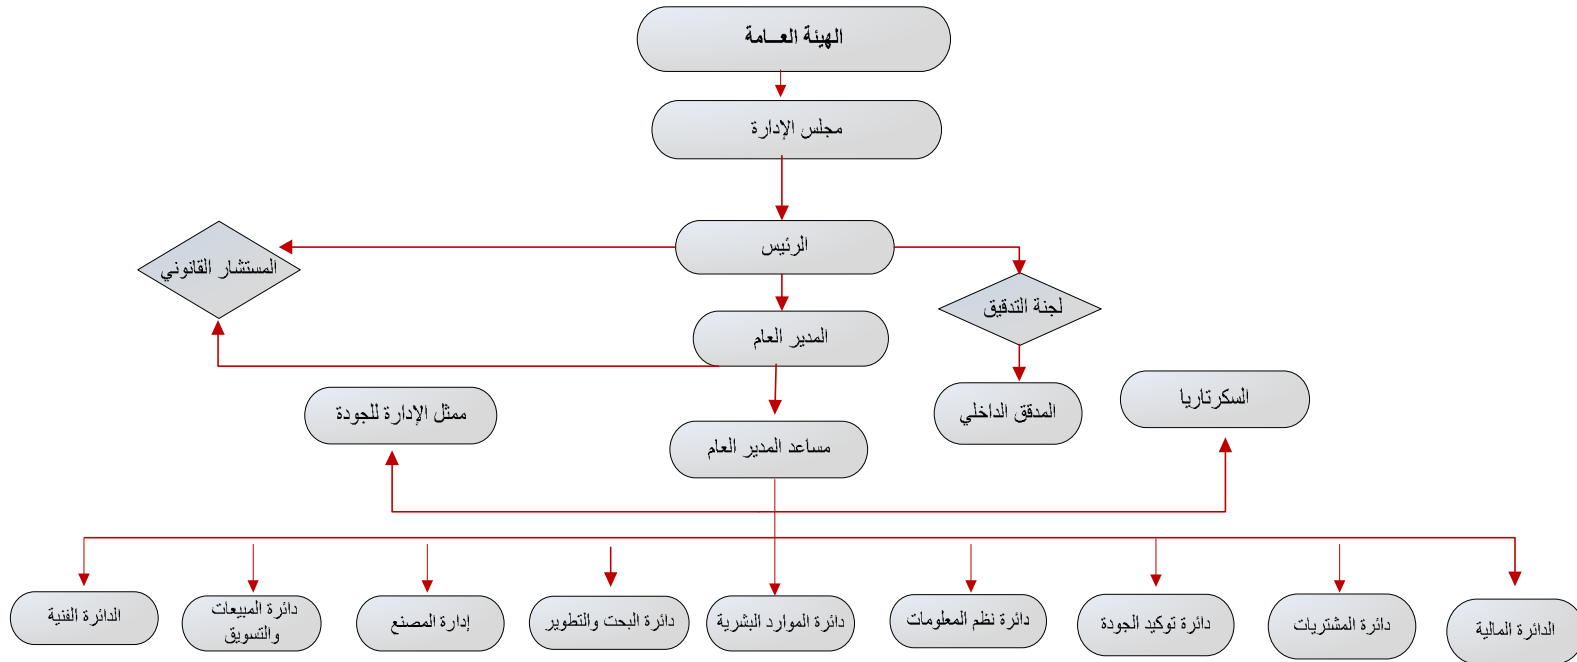 الهيئة العـــامة
مجلس الإدارة
الرئيس
المستشار القانوني
لجنة التدقيق
المدير العام
السكرتاريا
المدقق الداخلي
ممثل الإدارة للجودة
مساعد المدير العام
الدائرة المالية
دائرة المشتريات
دائرة توكيد الجودة
دائرة نظم المعلومات
دائرة الموارد البشرية
دائرة البحث والتطوير
إدارة المصنع
دائرة المبيعات
والتسويق
الدائرة الفنية